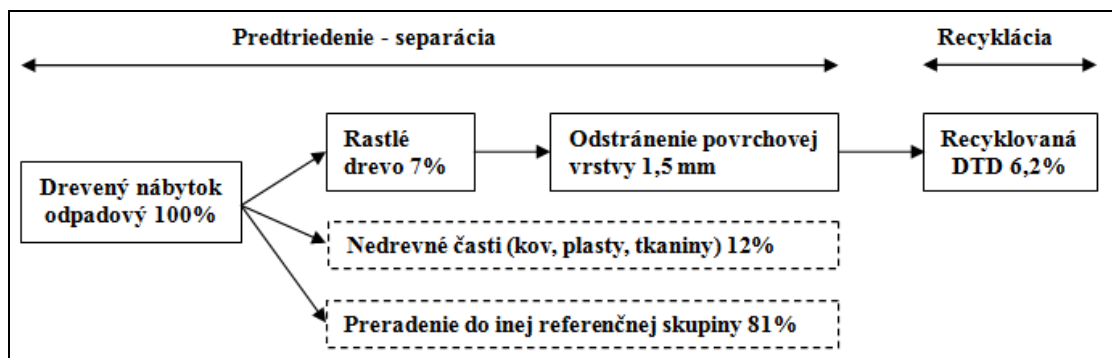 Predtriedenie - separácia
Recyklácia
Drevený nábytok
odpadový 100%
Rastlé
drevo 7%
Odstránenie povrchovej
vrstvy 1,5 mm
Recyklovaná
DTD 6,2%
Nedrevné časti (kov, plasty, tkaniny) 12%
Preradenie do inej referenčnej skupiny 81%